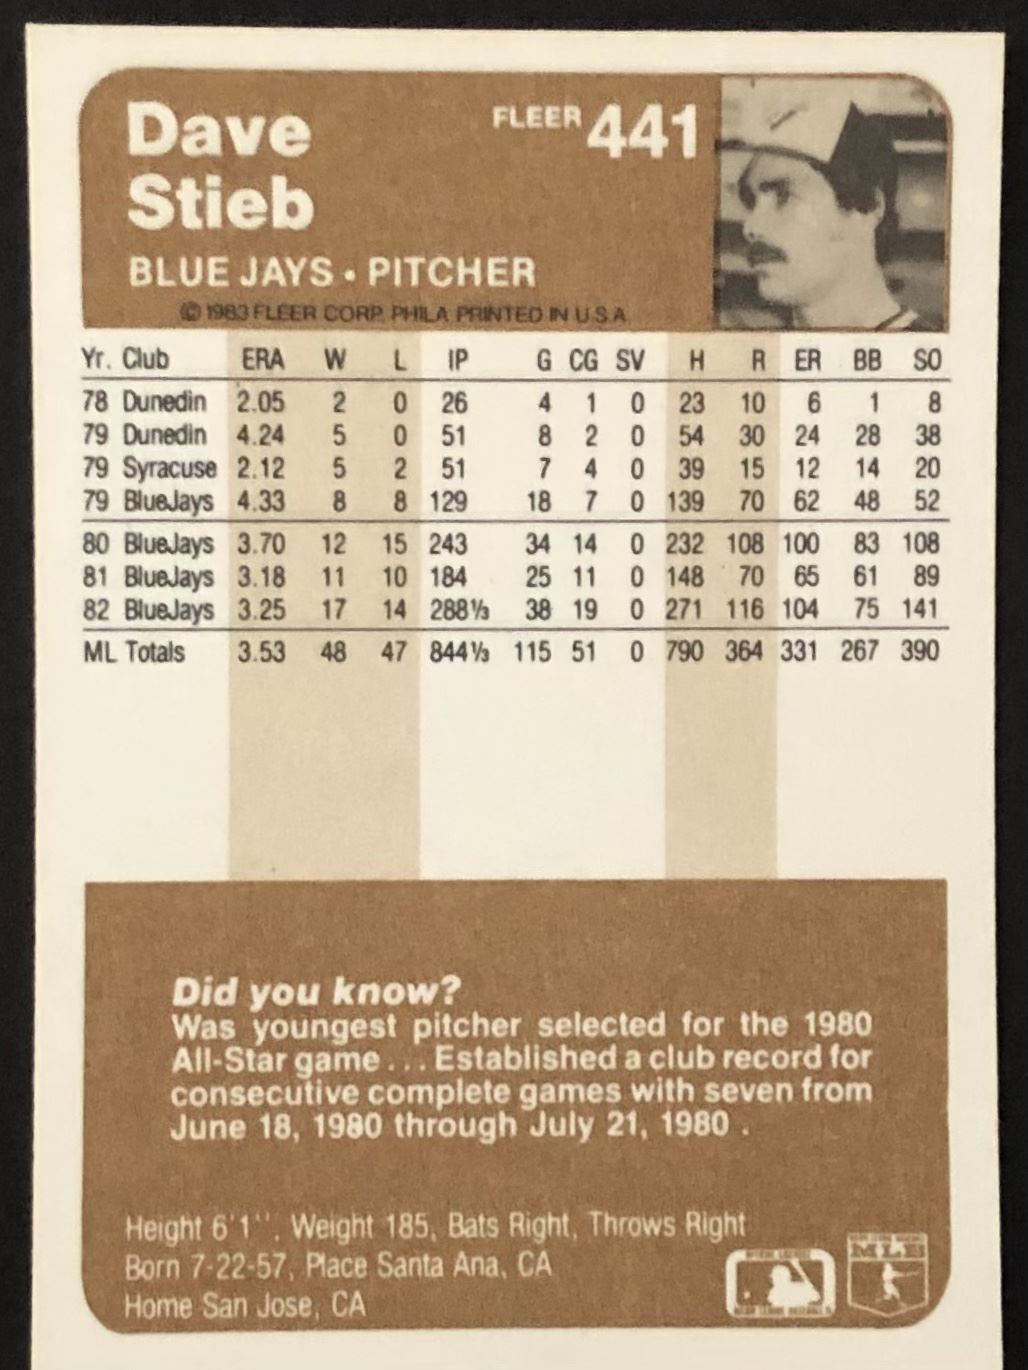 Dave
Stieb
FLEER 441
BLUE JAYS • PITCHER
© 1983 FLEER CORP. PHILA PRINTED IN U.S.A.
Yr. Club ERA W L IP G CG SV H R ER BB SO
78 Dunedin 2.05 2 0 26 4 1 0 23 10 6 1 8
79 Dunedin 4.24 5 0 51 8 2 0 54 30 24 28 38
79 Syracuse 2.12 5 2 51 7 4 0 39 15 12 14 20
79 BlueJays 4.33 8 8 129 18 7 0 139 70 62 48 52
80 BlueJays 3.70 12 15 243 34 14 0 232 108 100 83 108
81 BlueJays 3.18 11 10 184 25 11 0 148 70 65 61 89
82 BlueJays 3.25 17 14 288⅓ 38 19 0 271 116 104 75 141
ML Totals 3.53 48 47 844⅓ 115 51 0 790 364 331 267 390
Did you know?
Was youngest pitcher selected for the 1980
All-Star game . . . Established a club record for
consecutive complete games with seven from
June 18, 1980 through July 21, 1980 .
Height 6'1'', Weight 185, Bats Right, Throws Right
Born 7-22-57, Place Santa Ana, CA
Home San Jose, CA
MLB